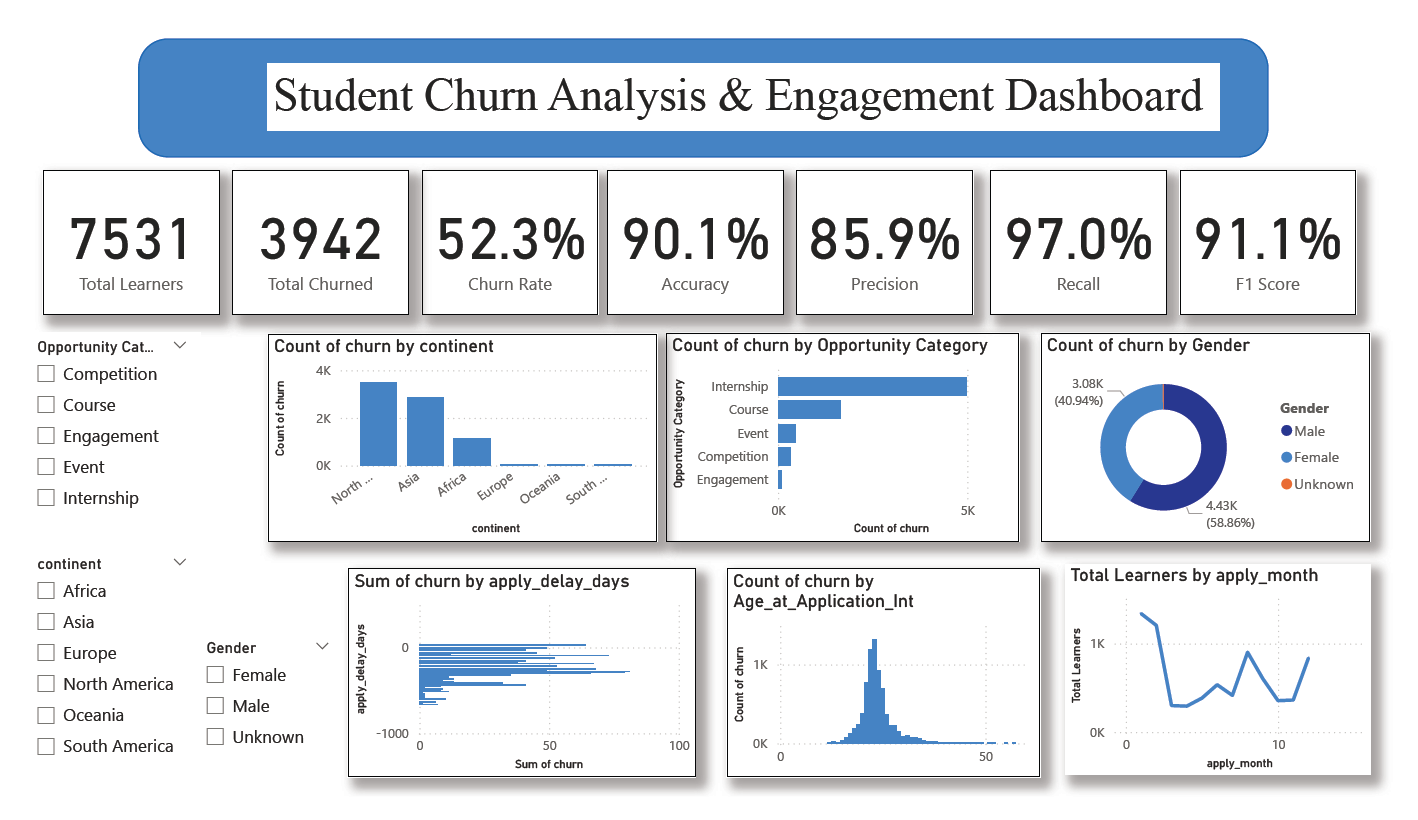 Student Churn Analysis & Engagement Dashboard
7531
Total Learners
3942
Total Churned
52.3%
Churn Rate
90.1%
Accuracy
85.9%
Precision
97.0%
Recall
91.1%
F1 Score
Opportunity Cat...
Competition
Course
Engagement
Event
Internship
Count of churn by continent
Count of churn
4K
2K
0K
North ...
Asia
Africa
Europe
Oceania
South ...
continent
Count of churn by Opportunity Category
Opportunity Category
Internship
Course
Event
Competition
Engagement
0K
5K
Count of churn
Count of churn by Gender
3.08K
(40.94%)
4.43K
(58.86%)
Gender
Male
Female
Unknown
continent
Africa
Asia
Europe
North America
Oceania
South America
Gender
Female
Male
Unknown
Sum of churn by apply_delay_days
apply_delay_days
0
-1000
0
50
100
Sum of churn
Count of churn by
Age_at_Application_Int
Count of churn
1K
0K
0
50
Total Learners by apply_month
Total Learners
1K
0K
0
10
apply_month